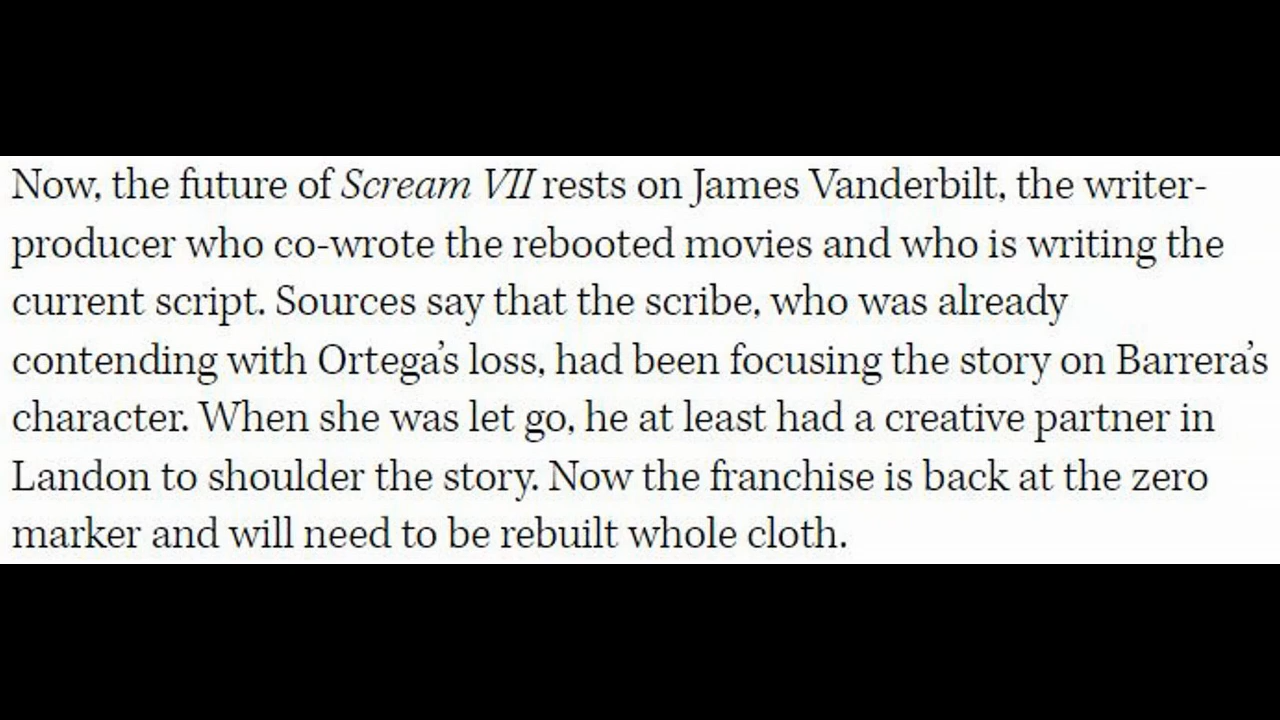 Now, the future of Scream VII rests on James Vanderbilt, the writer-
producer who co-wrote the rebooted movies and who is writing the
current script. Sources say that the scribe, who was already
contending with Ortega’s loss, had been focusing the story on Barrera’s
character. When she was let go, he at least had a creative partner in
Landon to shoulder the story. Now the franchise is back at the zero
marker and will need to be rebuilt whole cloth.